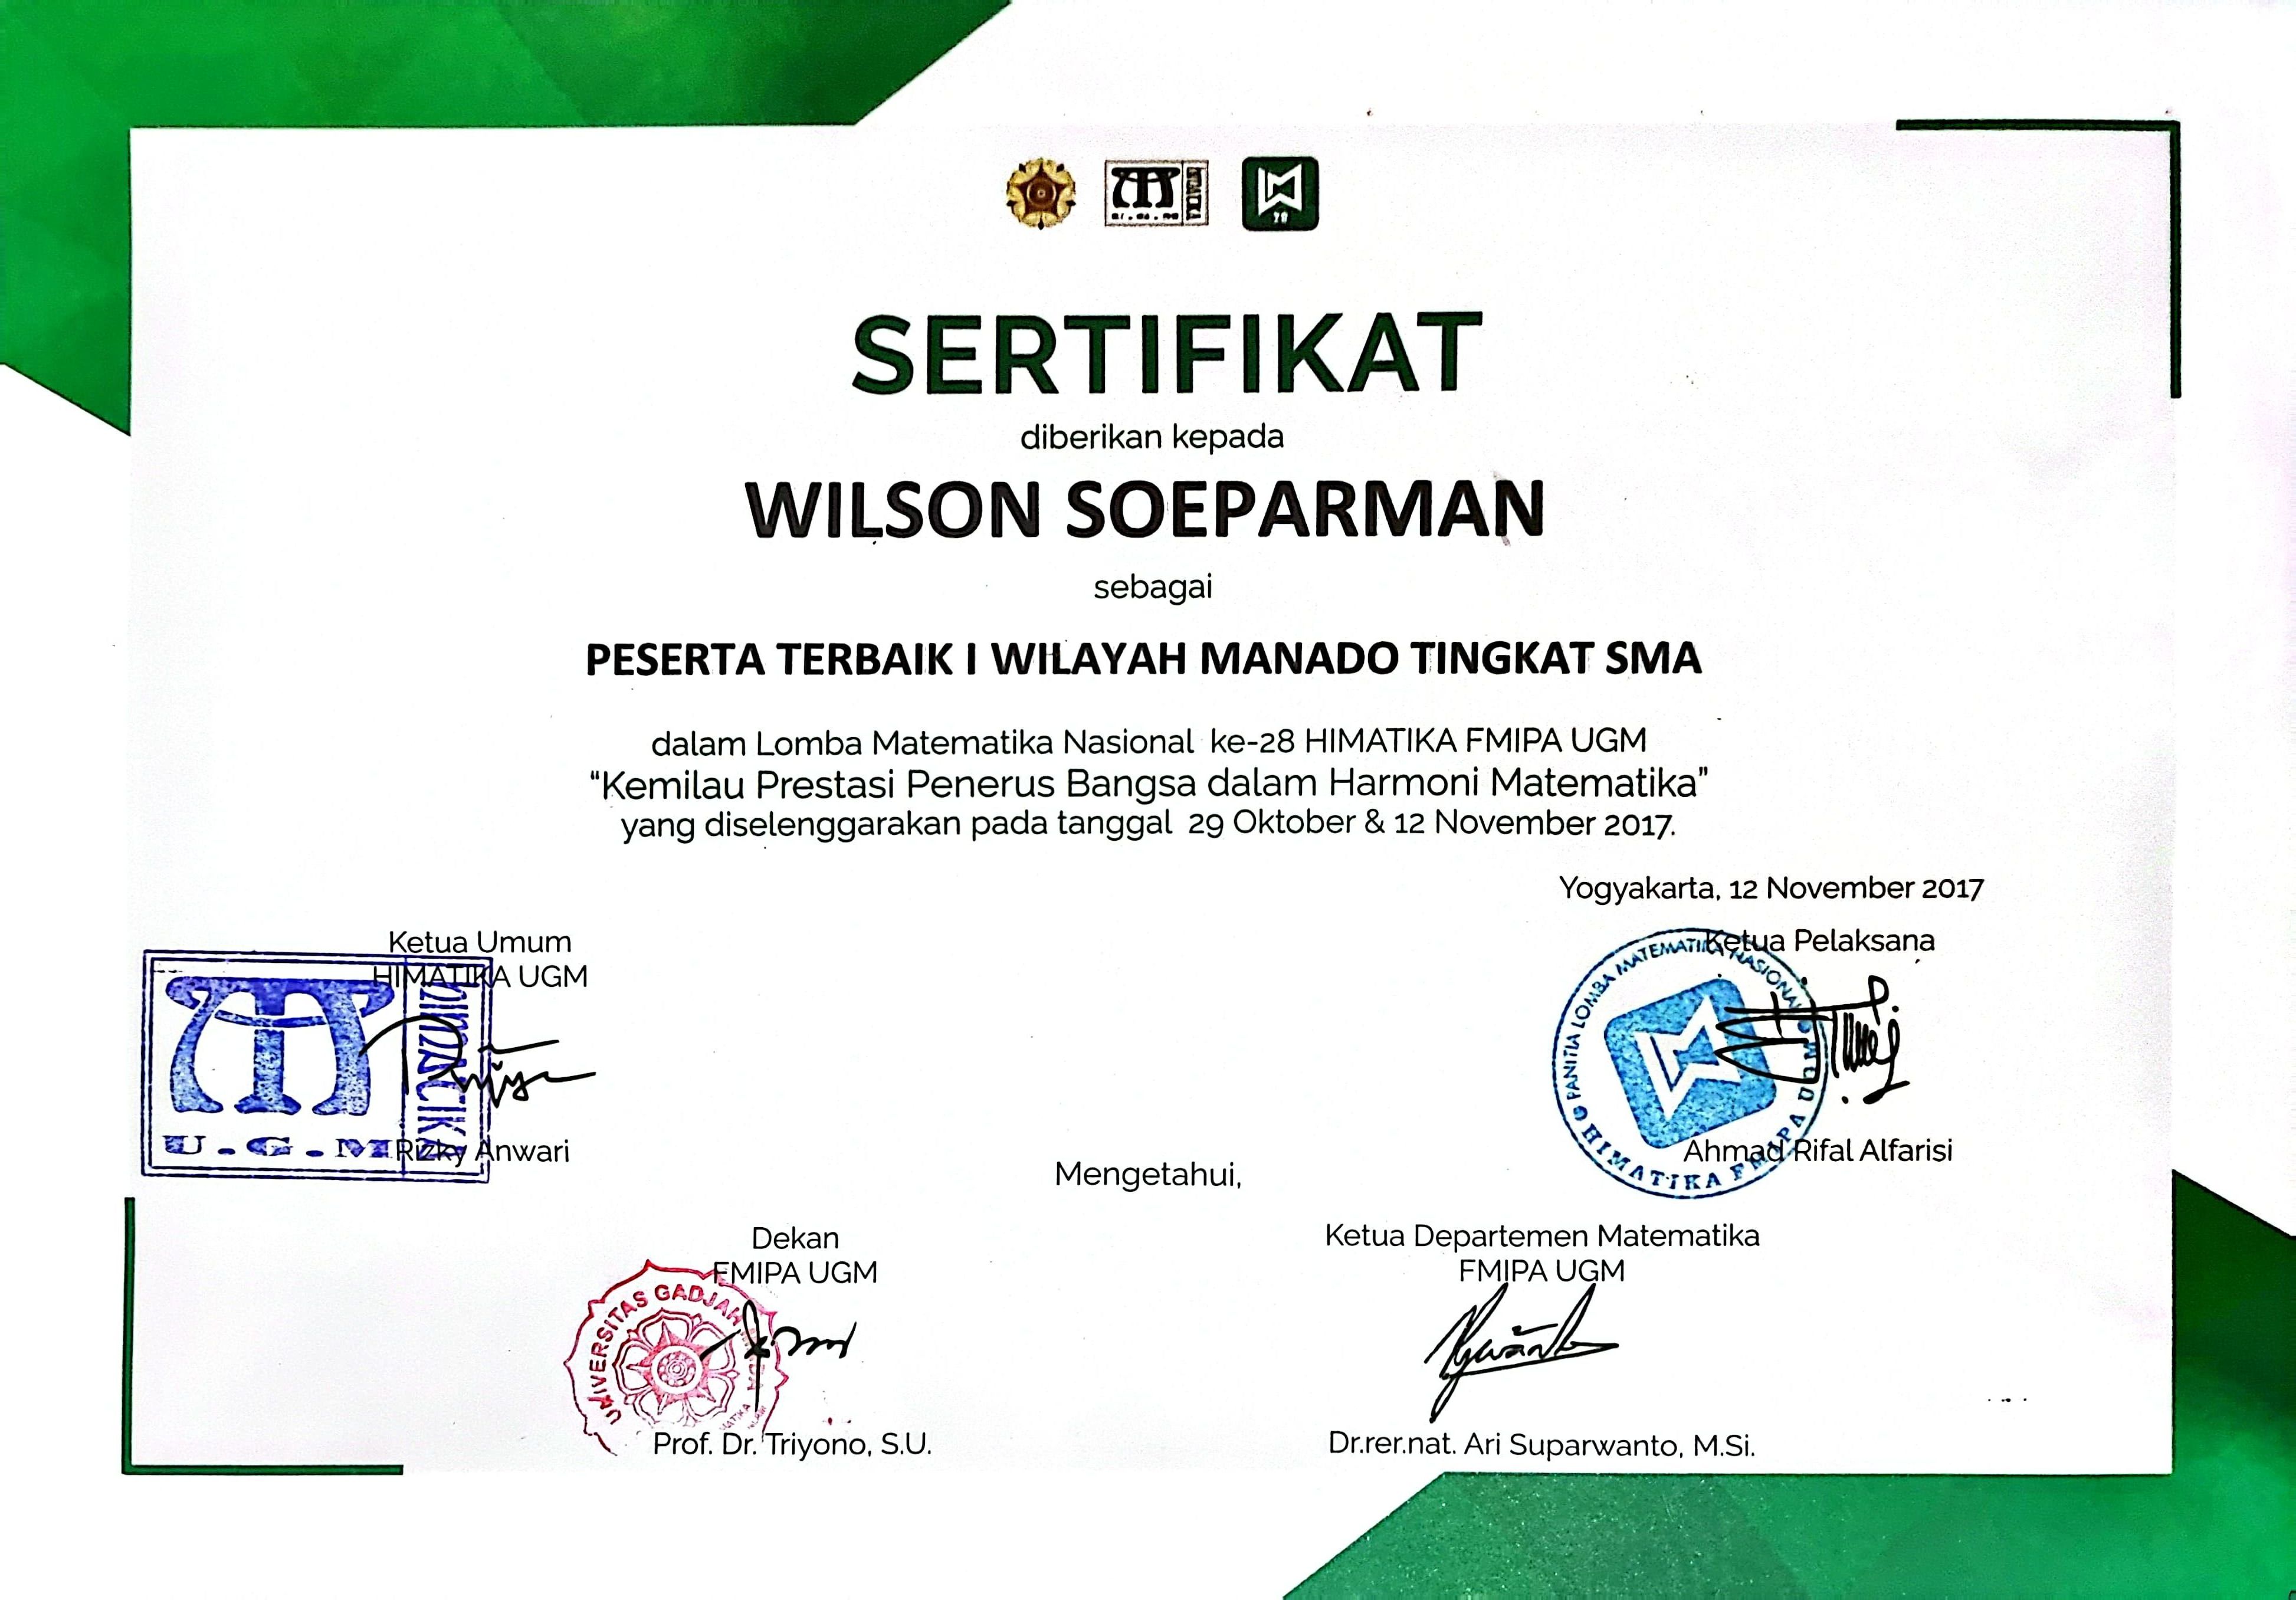 SERTIFIKAT
diberikan kepada
WILSON SOEPARMAN
sebagai
PESERTA TERBAIK I WILAYAH MANADO TINGKAT SMA
dalam Lomba Matematika Nasional ke-28 HIMATIKA FMIPA UGM
“Kemilau Prestasi Penerus Bangsa dalam Harmoni Matematika”
yang diselenggarakan pada tanggal 29 Oktober & 12 November 2017.
Yogyakarta, 12 November 2017
Ketua Umum
HIMATIKA UGM
HIMATIKA
U.G.M
Rizky Anwari
Ketua Pelaksana
PANITIA LOMBA MATEMATIKA NASIONAL
HIMATIKA FMIPA UGM
Ahmad Rifal Alfarisi
Mengetahui,
Dekan
FMIPA UGM
UNIVERSITAS GADJAH
Prof. Dr. Triyono, S.U.
Ketua Departemen Matematika
FMIPA UGM
Dr.rer.nat. Ari Suparwanto, M.Si.